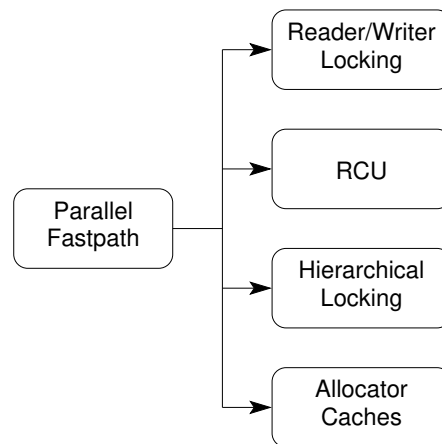 Reader/Writer
Locking
RCU
Parallel
Fastpath
Hierarchical
Locking
Allocator
Caches